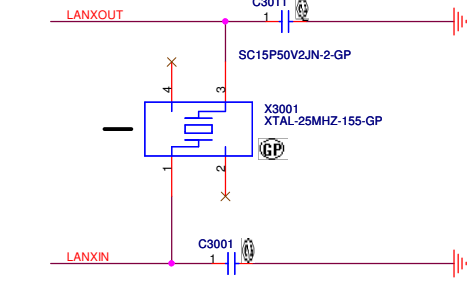 LANXOUT
C3011
1
SC15P50V2JN-2-GP
4
3
X3001
XTAL-25MHZ-155-GP
GP
1
2
LANXIN
C3001
1